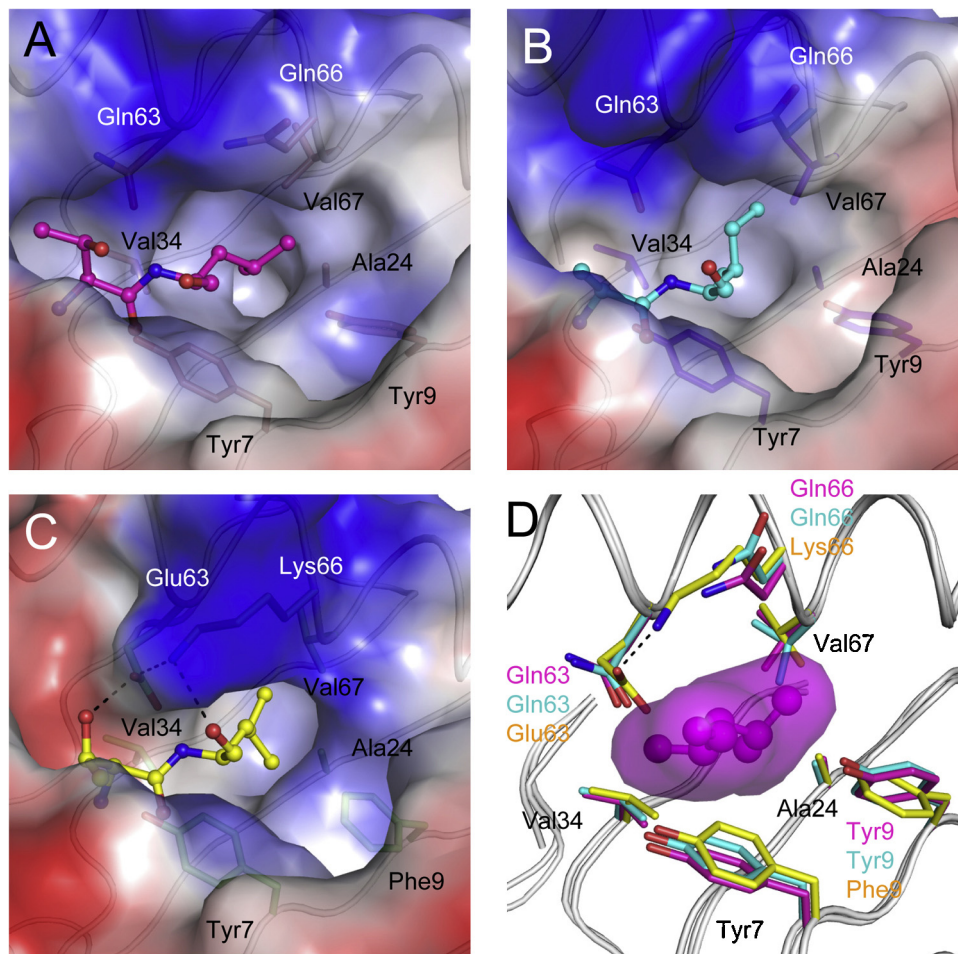 A
Gln66
Gln63
Val67
Val34
Ala24
Tyr9
Tyr7
B
Gln66
Gln63
Val67
Val34
Ala24
Tyr9
Tyr7
C
Lys66
Glu63
Val67
Val34
Ala24
Phe9
Tyr7
D
Gln66
Gln66
Lys66
Val67
Gln63
Gln63
Glu63
Val34
Ala24
Tyr9
Tyr9
Phe9
Tyr7